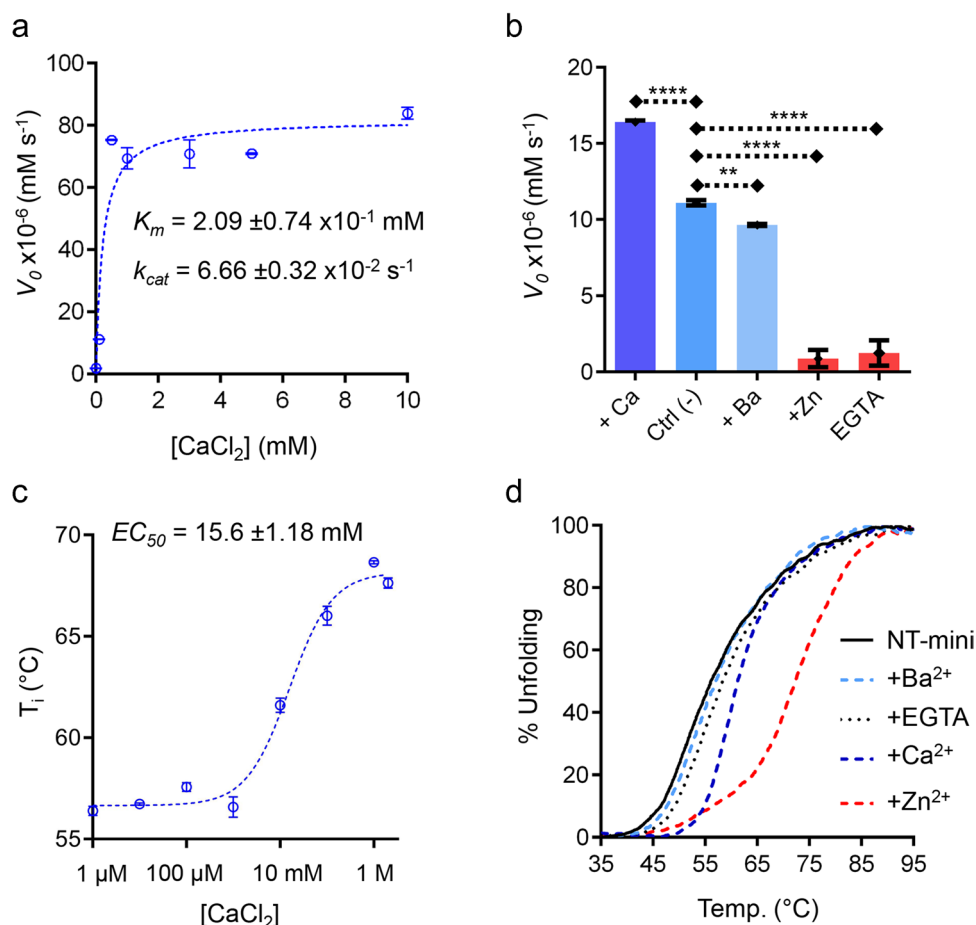 a
V0 x10-6 (mM s-1)
100
80
60
40
20
0
Km = 2.09 ±0.74 x10-1 mM
kcat = 6.66 ±0.32 x10-2 s-1
0 2 4 6 8 10
[CaCl2] (mM)
b
V0 x10-6 (mM s-1)
20
15
10
5
0
****
****
****
**
+ Ca
Ctrl (-)
+ Ba
+Zn
EGTA
c
Ti (°C)
EC50 = 15.6 ±1.18 mM
70
65
60
55
1 µM 100 µM 10 mM 1 M
[CaCl2]
d
% Unfolding
100
80
60
40
20
0
NT-mini
+Ba2+
+EGTA
+Ca2+
+Zn2+
35 45 55 65 75 85 95
Temp. (°C)